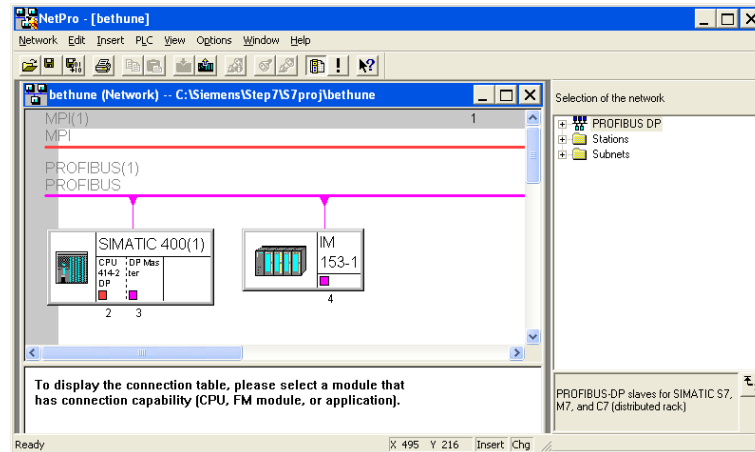 NetPro - [bethune]
Network Edit Insert PLC View Options Window Help
bethune (Network) -- C:\Siemens\Step7\S7proj\bethune
MPI(1) 1
MPI
PROFIBUS(1)
PROFIBUS
SIMATIC 400(1)
CPU 414-2 DP
DP Mas ter
2 3
IM
153-1
4
To display the connection table, please select a module that
has connection capability (CPU, FM module, or application).
Selection of the network
PROFIBUS DP
Stations
Subnets
PROFIBUS-DP slaves for SIMATIC S7,
M7, and C7 (distributed rack)
Ready X 495 Y 216 Insert Chg